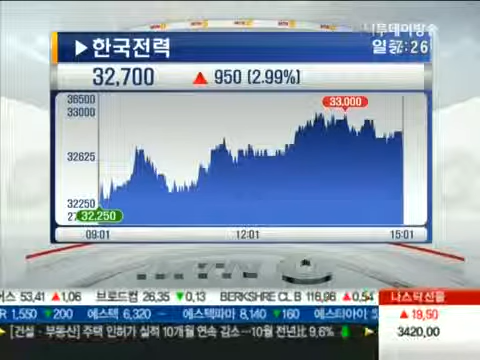 ▶한국전력
32,700 ▲ 950 (2.99%)
36500
33000
33,000
32625
32250
32,250
09:01 12:01 15:01
53,41 ▲1,06 브로드컴 26,35 ▼0,13 BERKSHRE CL B 116,98 ▲0,54 나스닥선물
1,550 ▼200 에스텍 6,320 - 에스텍파마 8,140 ▼160 에스티아이 ▲ 19,50
▶ [건설·부동산] 주택 인허가 실적 10개월 연속 감소...10월 전년比 9,6%↓ 3420,00